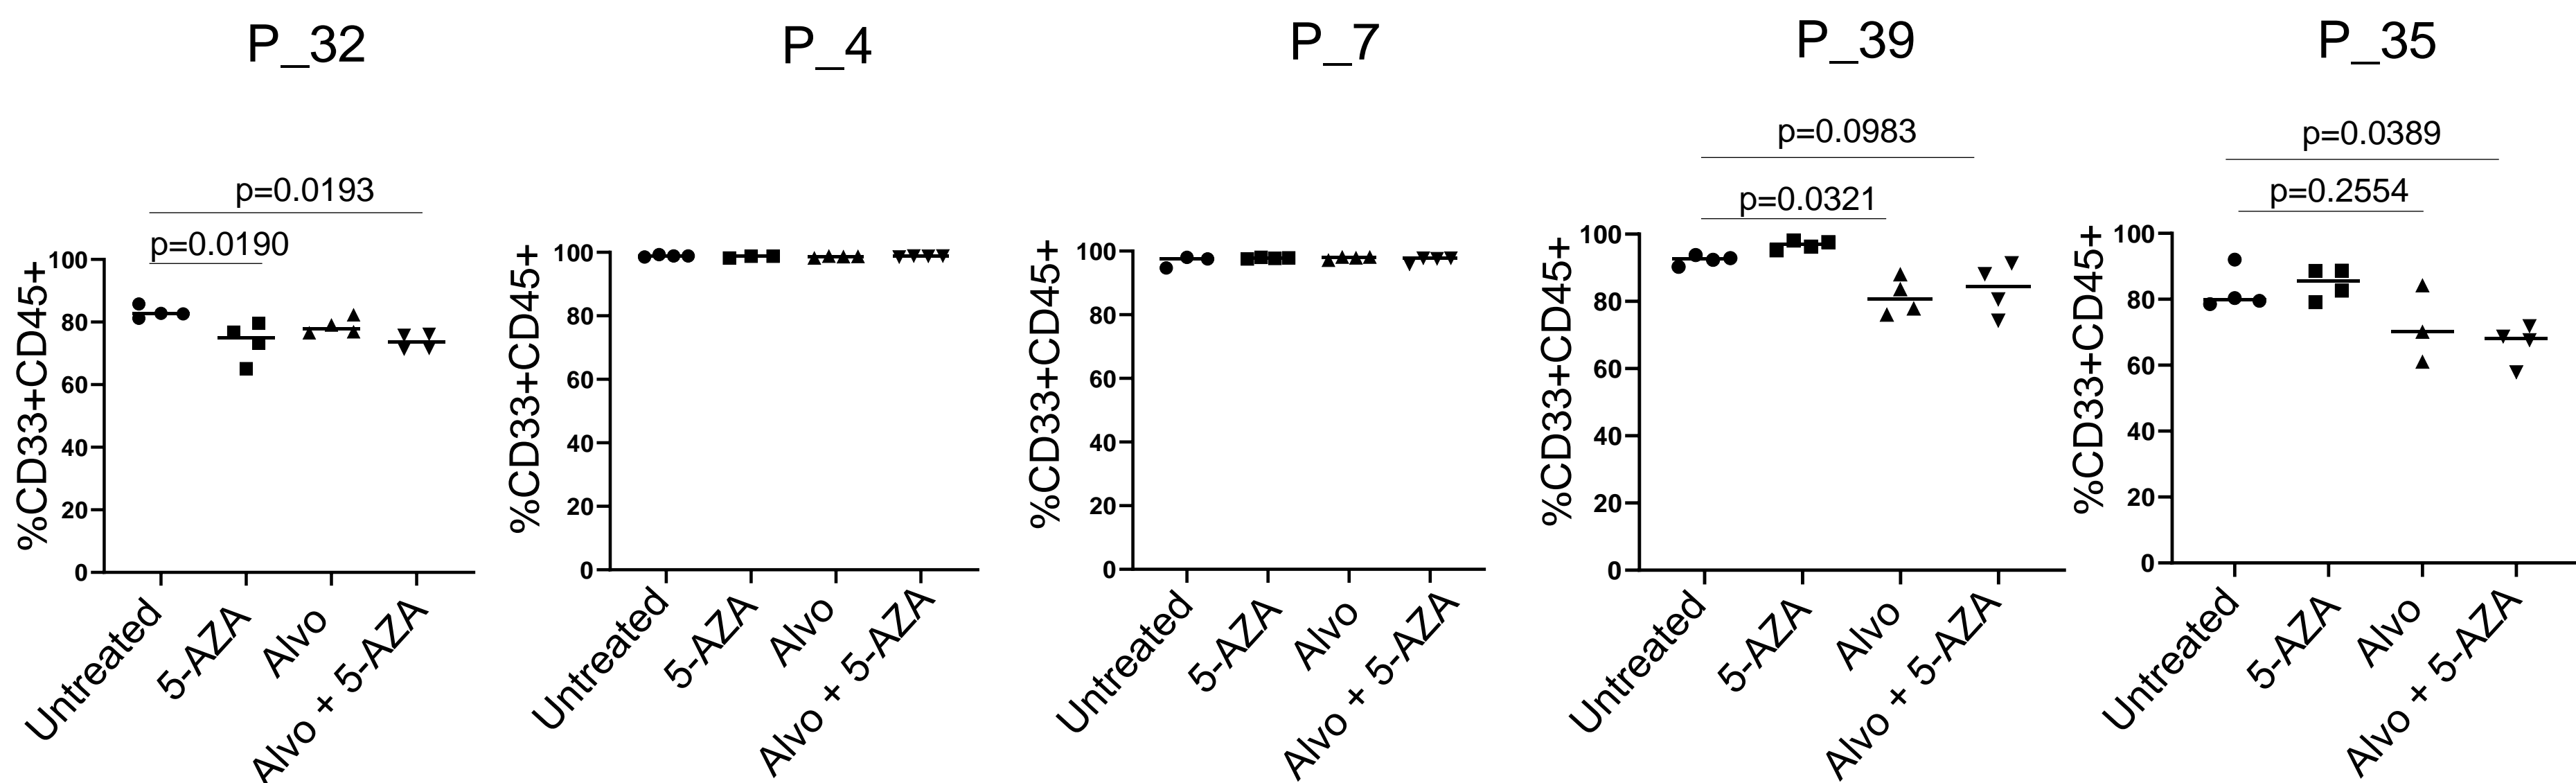 P_32
p=0.0193
p=0.0190
%CD33+CD45+
100
80
60
40
20
0
Untreated
5-AZA
Alvo
Alvo + 5-AZA
P_4
%CD33+CD45+
100
80
60
40
20
0
Untreated
5-AZA
Alvo
Alvo + 5-AZA
P_7
%CD33+CD45+
100
80
60
40
20
0
Untreated
5-AZA
Alvo
Alvo + 5-AZA
P_39
p=0.0983
p=0.0321
%CD33+CD45+
100
80
60
40
20
0
Untreated
5-AZA
Alvo
Alvo + 5-AZA
P_35
p=0.0389
p=0.2554
%CD33+CD45+
100
80
60
40
20
0
Untreated
5-AZA
Alvo
Alvo + 5-AZA